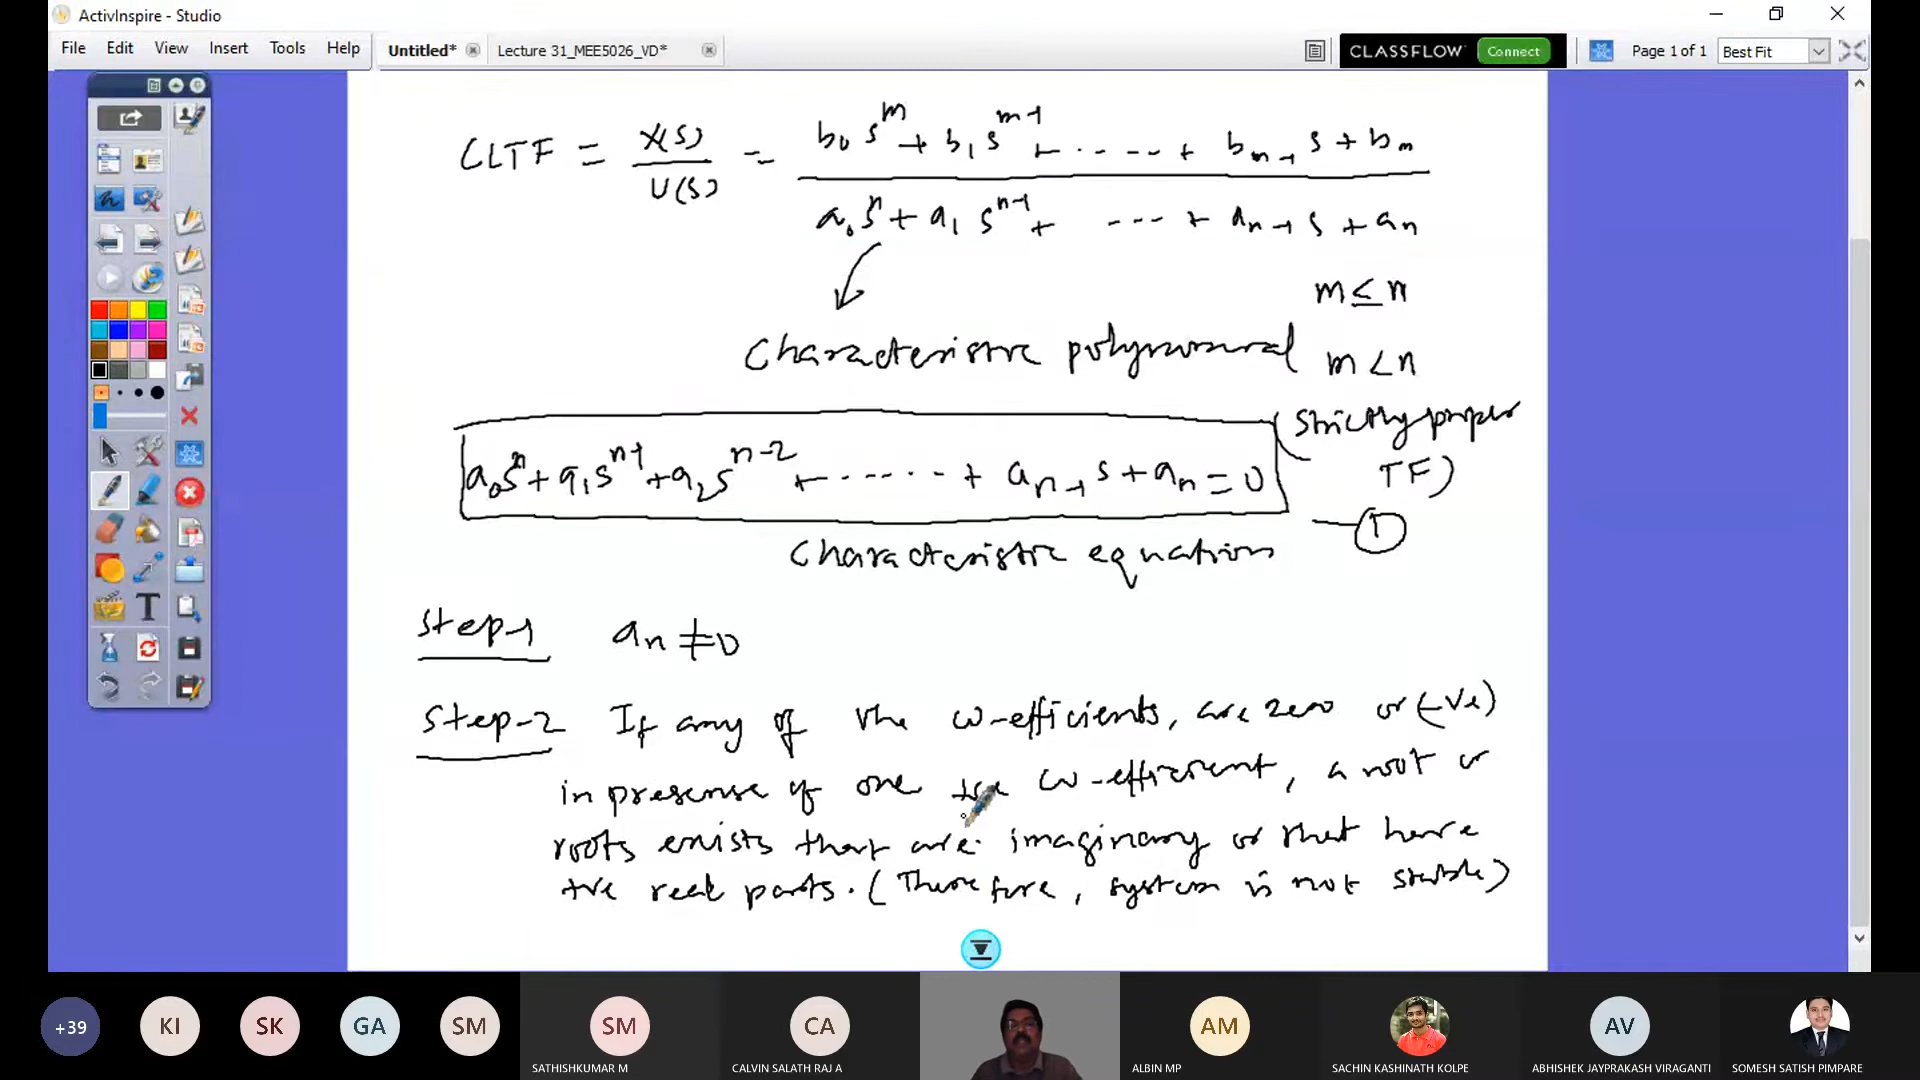 ActivInspire - Studio
File Edit View Insert Tools Help
Untitled* Lecture 31_MEE5026_VD*
CLASSFLOW Connect Page 1 of 1 Best Fit
CLTF = X(S) / U(S) = b0 s^m + b1 s^m-1 + ..... + bm-1 s + bm
a0 s^n + a1 s^n-1 + ... + an-1 s + an
m ≤ n
Characteristic polynomial m < n
(Strictly proper
TF)
a0 s^n + a1 s^n-1 + a2 s^n-2 + ...... + an-1 s + an = 0
— 1
Characteristic equation
Step-1 an ≠ 0
Step-2 If any of the co-efficients, are zero or (-ve)
in presense of one +ve co-efficient, a root or
roots exists that are imaginary or that have
+ve real parts. (Therefore, system is not stable)
+39 KI SK GA SM SM CA AM AV
SATHISHKUMAR M CALVIN SALATH RAJ A ALBIN MP SACHIN KASHINATH KOLPE ABHISHEK JAYPRAKASH VIRAGANTI SOMESH SATISH PIMPARE